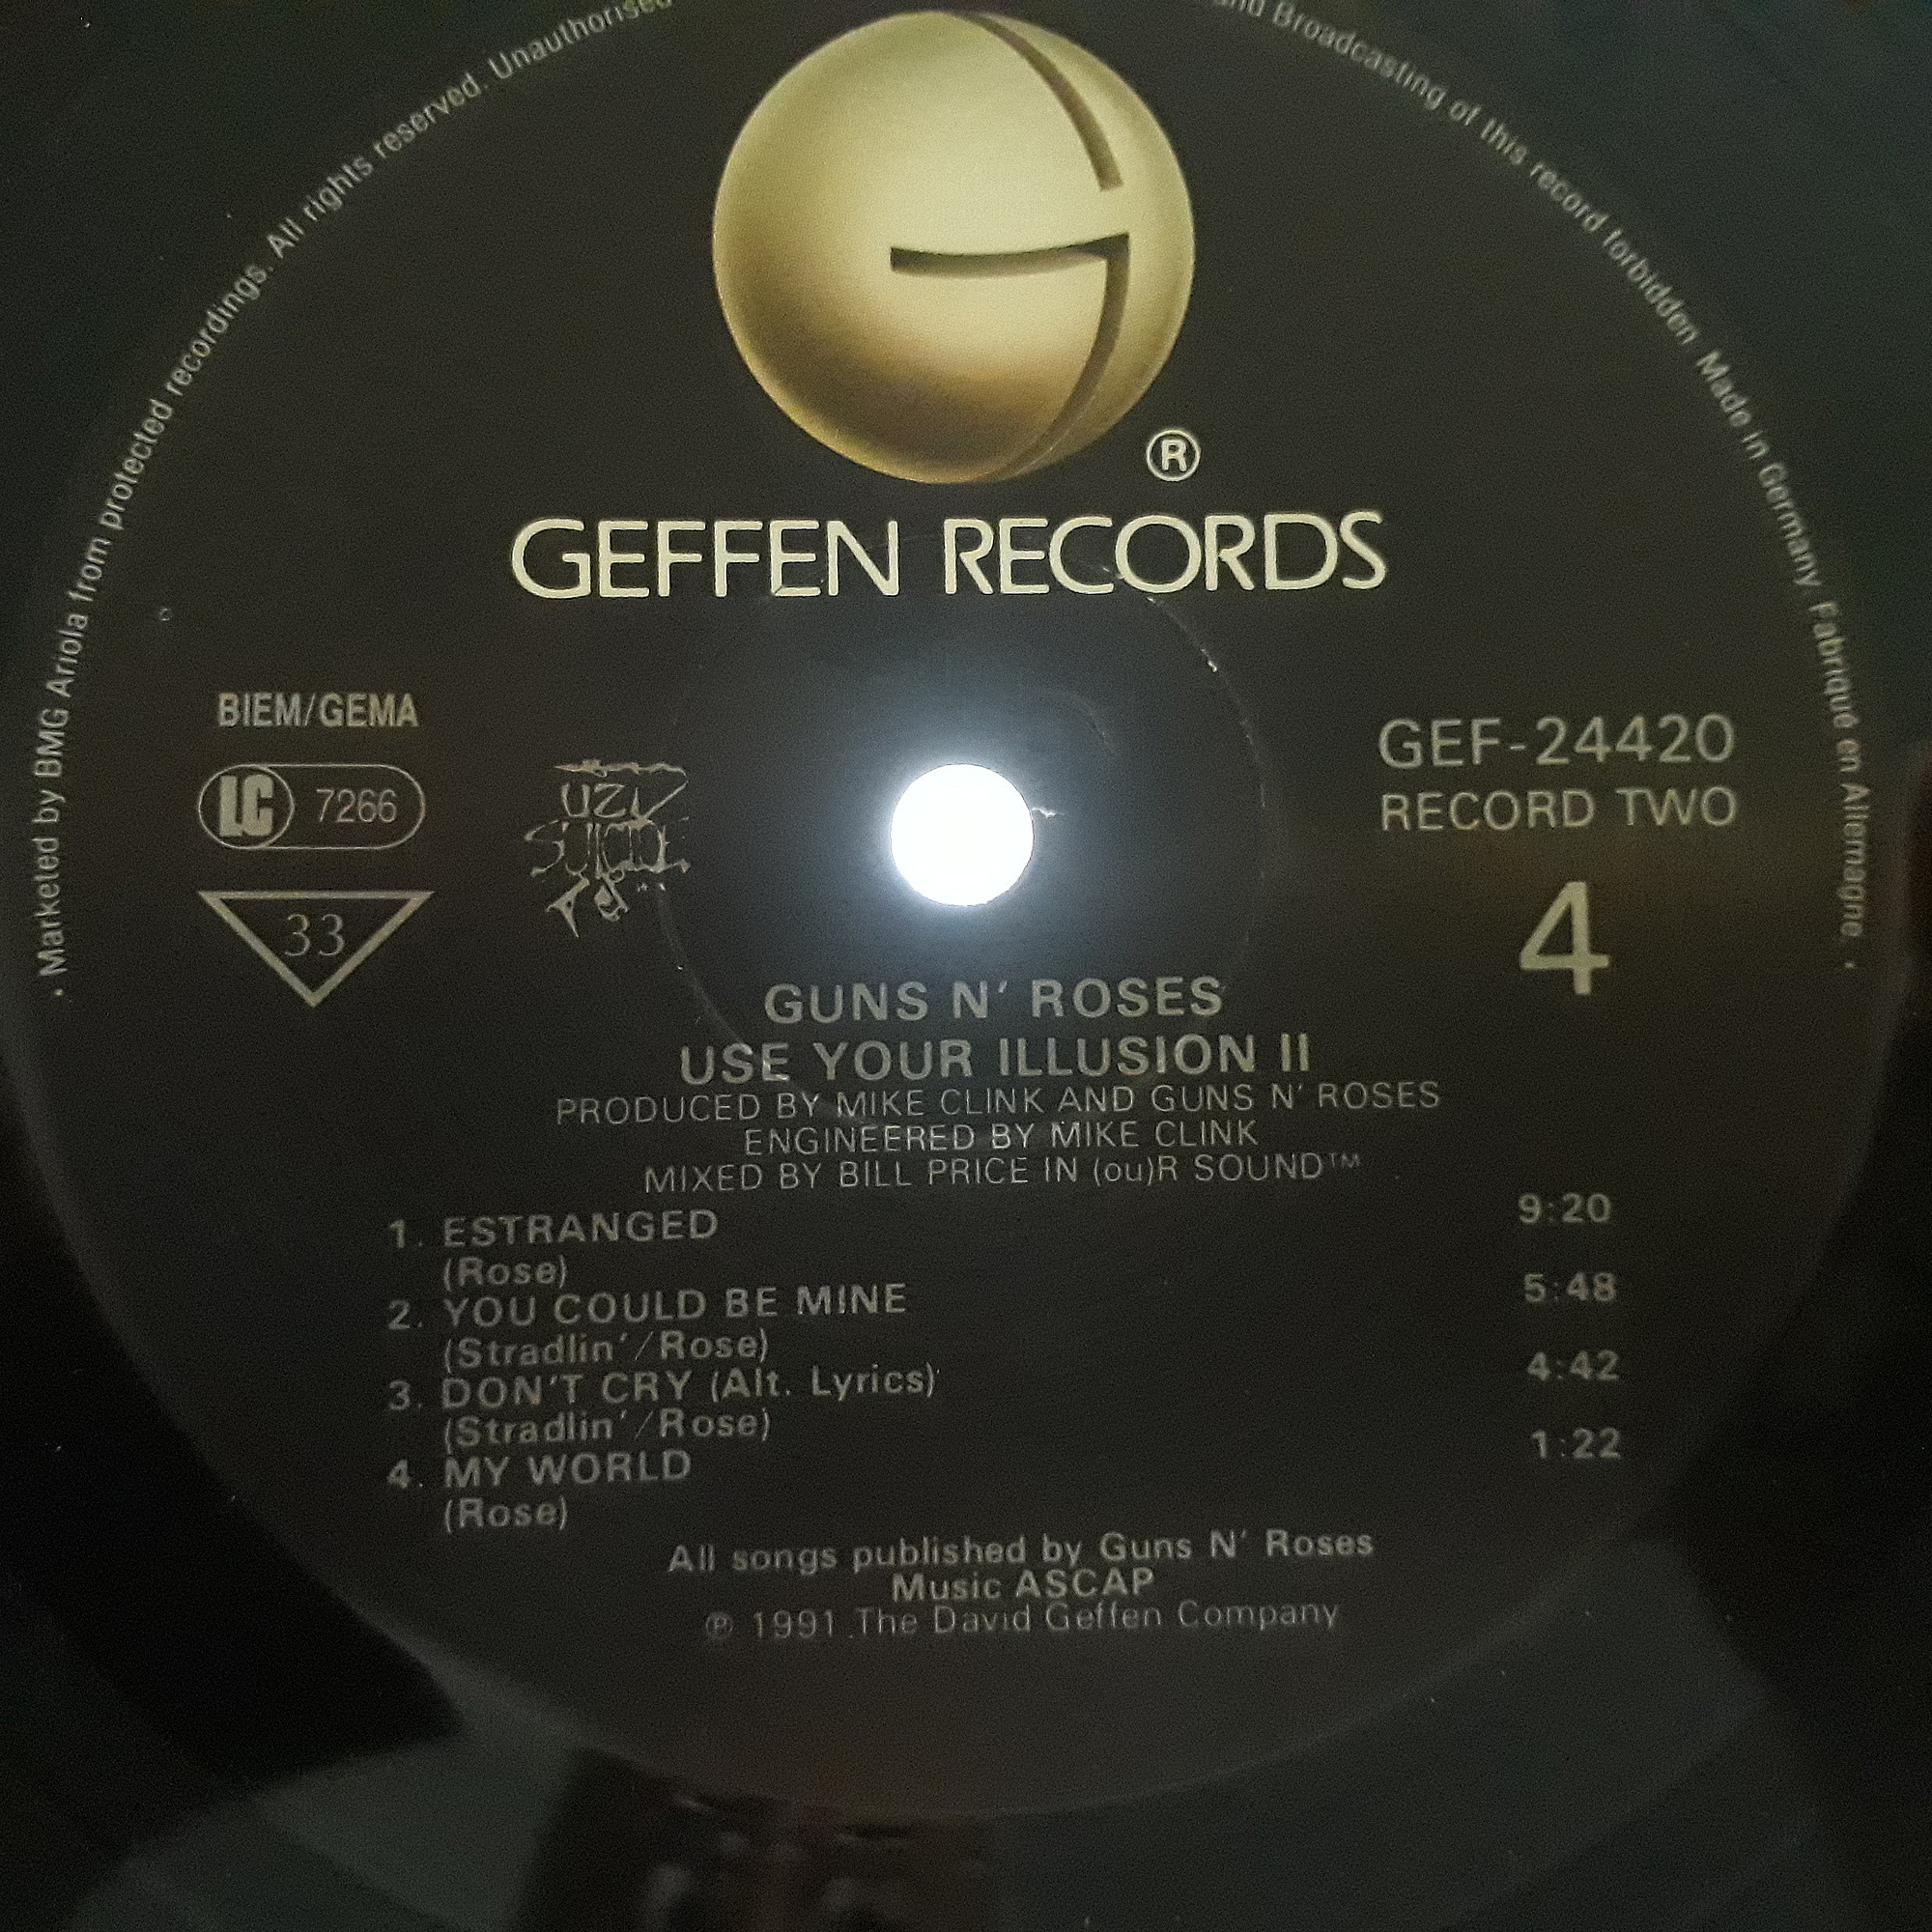 . Marketed by BMG Ariola from protected recordings. All rights reserved. Unauthorised
and Broadcasting of this record forbidden. Made in Germany. Fabriqué en Allemagne. .
®
GEFFEN RECORDS
BIEM/GEMA
LC 7266
33
UZI
SUICIDE
GEF-24420
RECORD TWO
4
GUNS N' ROSES
USE YOUR ILLUSION II
PRODUCED BY MIKE CLINK AND GUNS N' ROSES
ENGINEERED BY MIKE CLINK
MIXED BY BILL PRICE IN (ou)R SOUND™
1. ESTRANGED 9:20
(Rose)
2. YOU COULD BE MINE 5:48
(Stradlin'/Rose)
3. DON'T CRY (Alt. Lyrics) 4:42
(Stradlin'/Rose)
4. MY WORLD 1:22
(Rose)
All songs published by Guns N' Roses
Music ASCAP
℗ 1991 The David Geffen Company